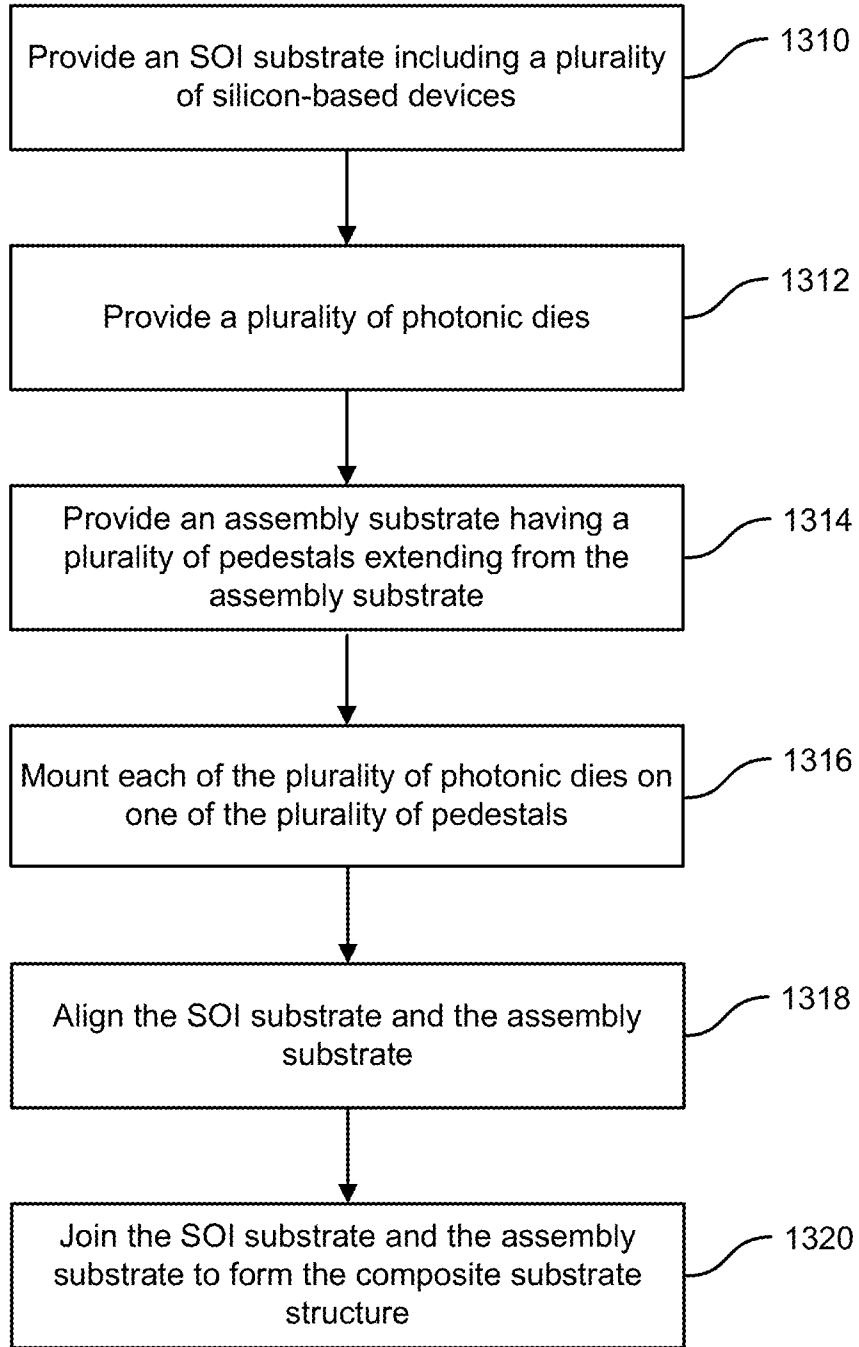 Provide an SOI substrate including a plurality
of silicon-based devices
1310
Provide a plurality of photonic dies
1312
Provide an assembly substrate having a
plurality of pedestals extending from the
assembly substrate
1314
Mount each of the plurality of photonic dies on
one of the plurality of pedestals
1316
Align the SOI substrate and the assembly
substrate
1318
Join the SOI substrate and the assembly
substrate to form the composite substrate
structure
1320